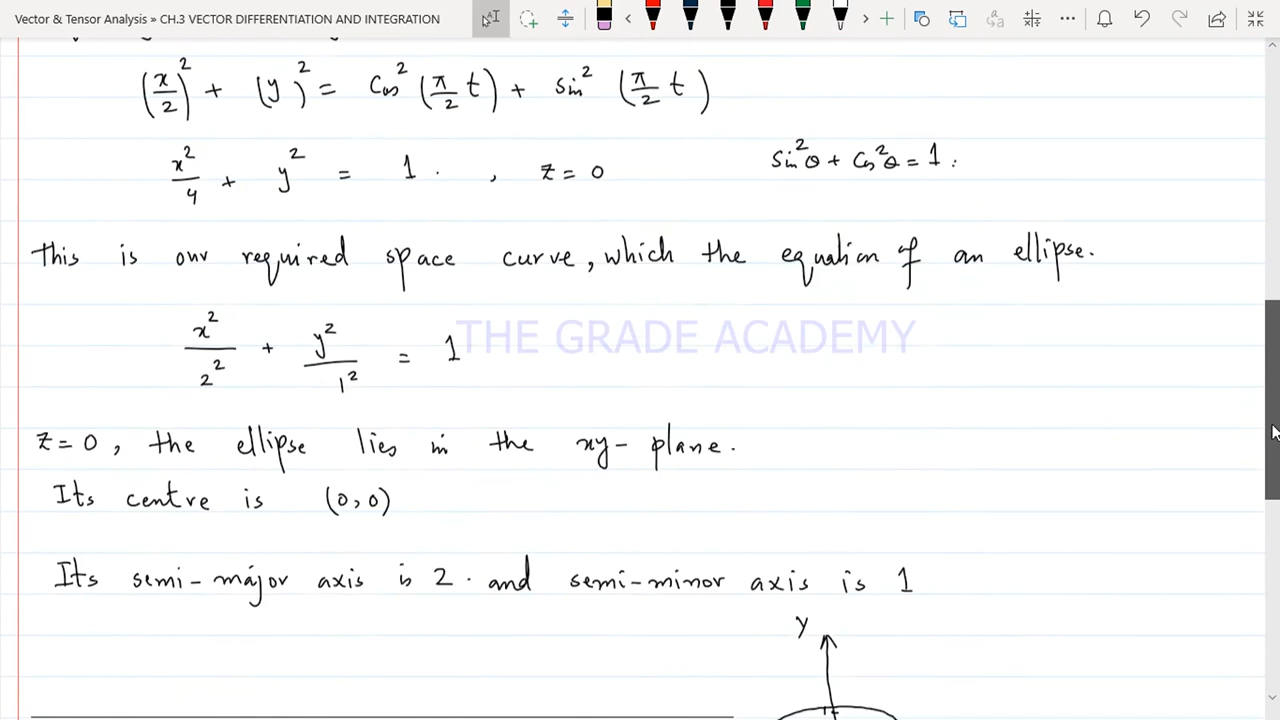 Vector & Tensor Analysis » CH.3 VECTOR DIFFERENTIATION AND INTEGRATION
(x/2)² + (y)² = Cos² (π/2 t) + sin² (π/2 t)
x²/4 + y² = 1 . , z = 0
sin²θ + Cos²θ = 1 .
This is our required space curve, which the equation of an ellipse.
x²/2² + y²/1² = 1
THE GRADE ACADEMY
z = 0, the ellipse lies in the xy-plane.
Its centre is (0,0)
Its semi-major axis is 2. and semi-minor axis is 1
y